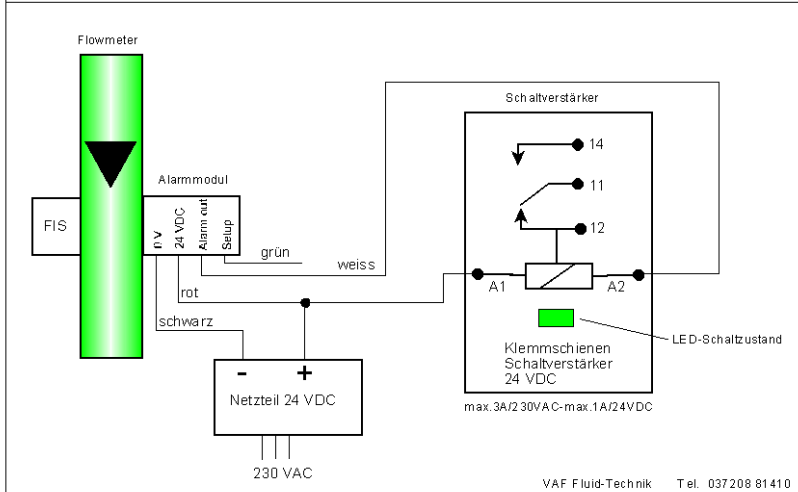 Flowmeter
Schaltverstärker
14
11
12
Alarmmodul
FIS
0 V
24 VDC
Alarm out
Setup
grün
weiss
rot
schwarz
A1
A2
LED-Schaltzustand
Klemmschienen
Schaltverstärker
24 VDC
max.3A/230VAC-max.1A/24VDC
- +
Netzteil 24 VDC
230 VAC
VAF Fluid-Technik Tel. 037208 81410